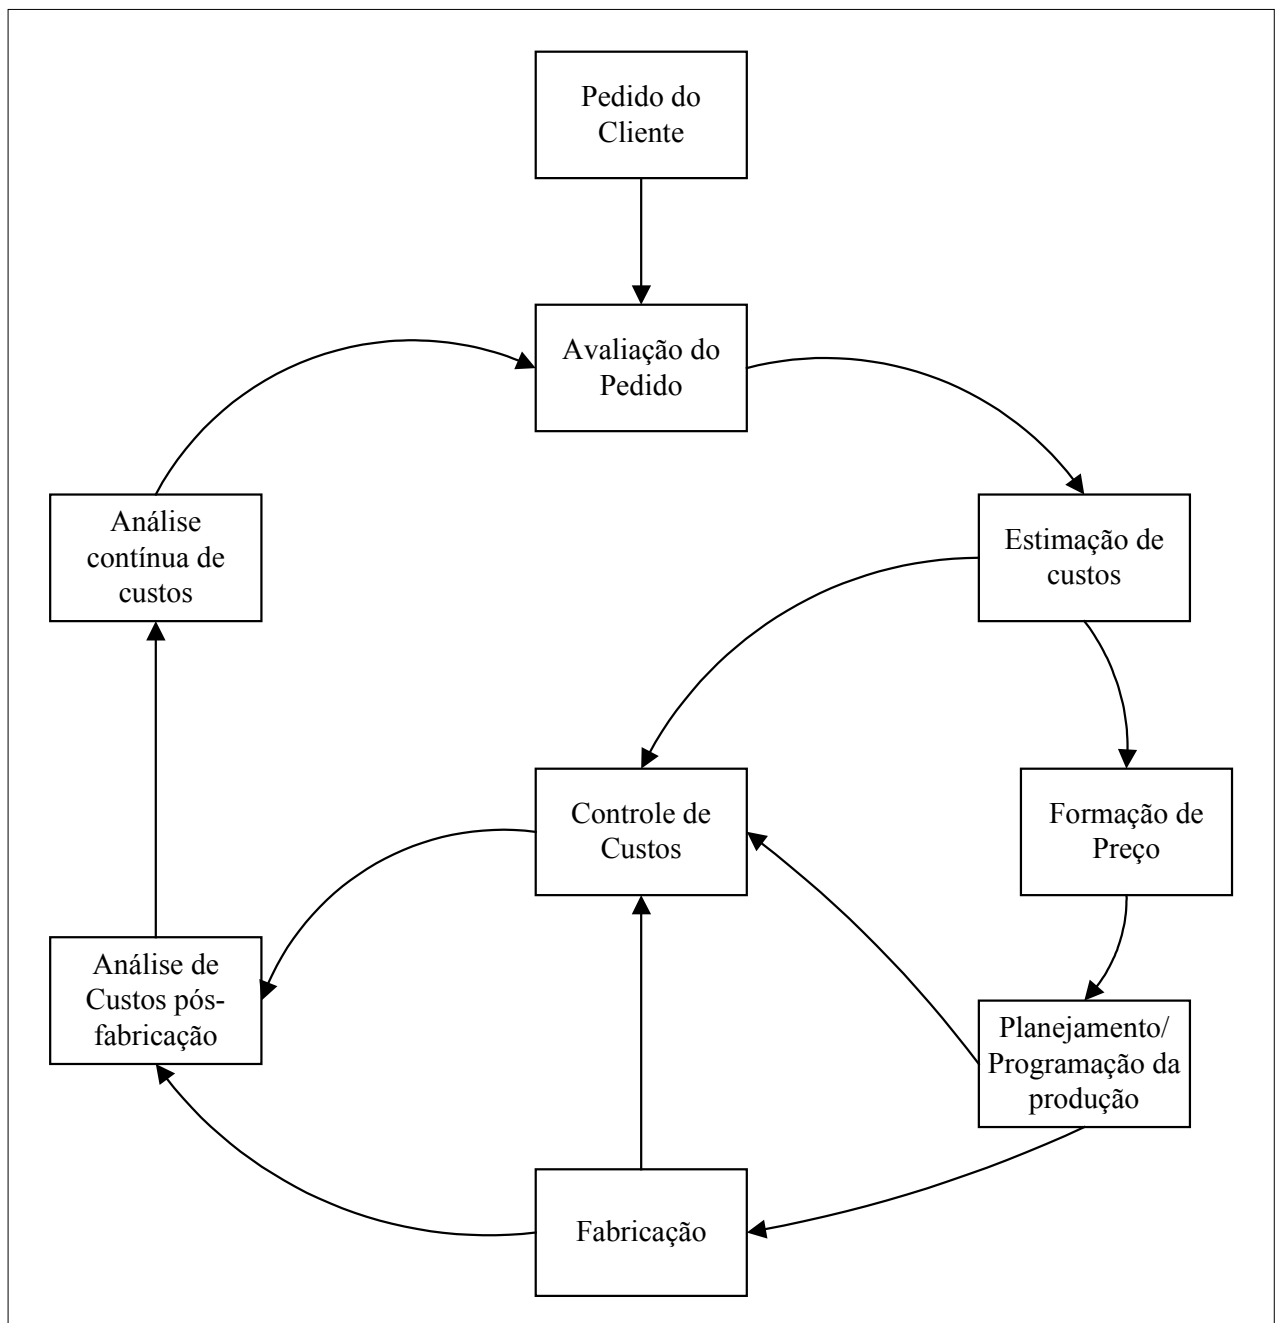 Pedido do
Cliente
Avaliação do
Pedido
Análise
contínua de
custos
Estimação de
custos
Controle de
Custos
Formação de
Preço
Análise de
Custos pós-
fabricação
Planejamento/
Programação da
produção
Fabricação